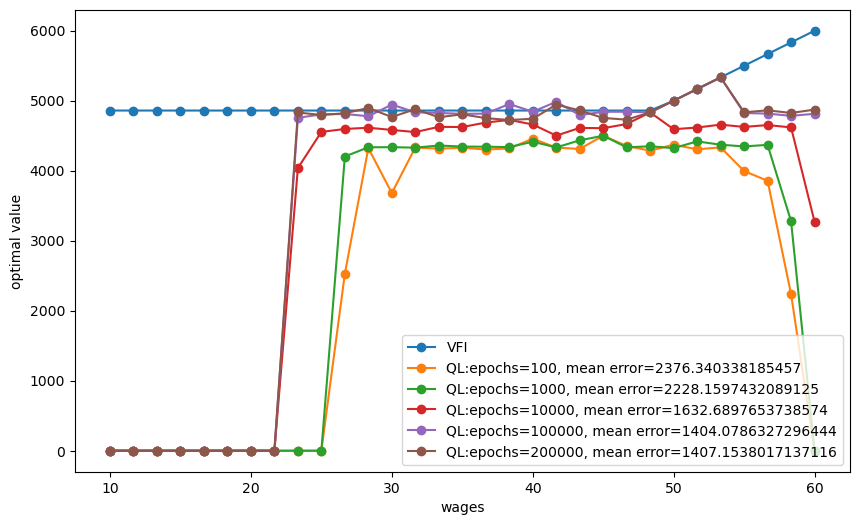 6000
5000
4000
3000
2000
1000
0
optimal value
10
20
30
40
50
60
wages
VFI
QL:epochs=100, mean error=2376.340338185457
QL:epochs=1000, mean error=2228.1597432089125
QL:epochs=10000, mean error=1632.6897653738574
QL:epochs=100000, mean error=1404.0786327296444
QL:epochs=200000, mean error=1407.1538017137116